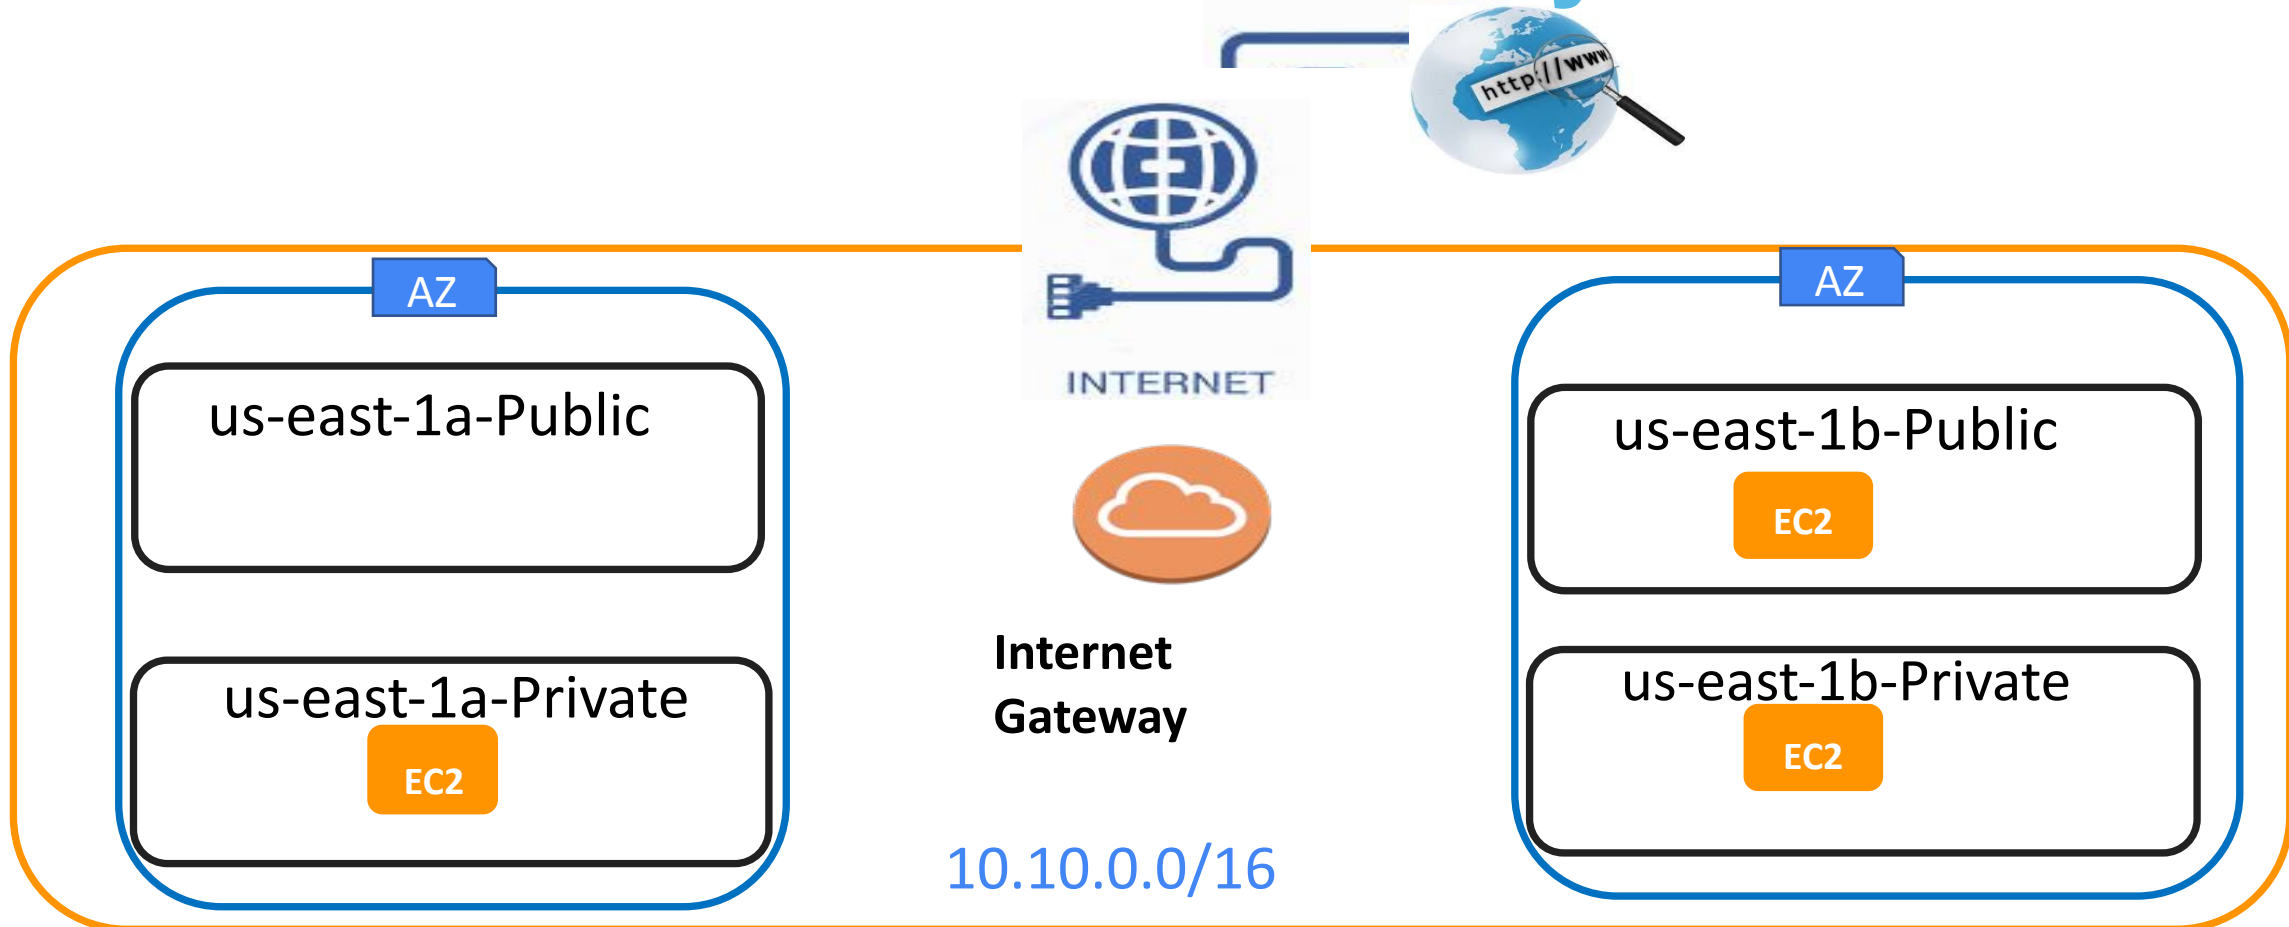 http://www
INTERNET
AZ
AZ
us-east-1a-Public
us-east-1b-Public
EC2
Internet
Gateway
us-east-1a-Private
EC2
us-east-1b-Private
EC2
10.10.0.0/16